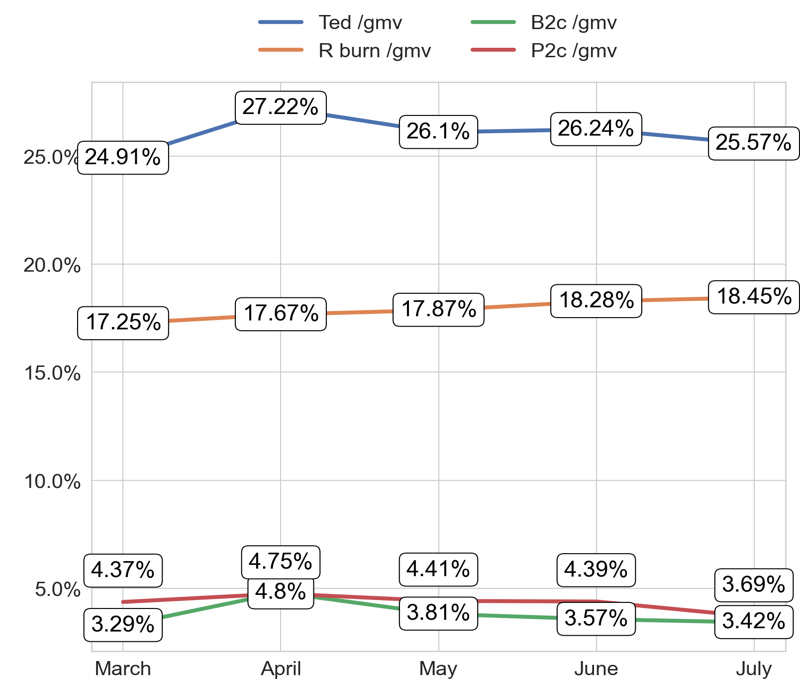 Ted /gmv B2c /gmv
R burn /gmv P2c /gmv
27.22%
26.1% 26.24%
25.0% 24.91% 25.57%
20.0%
17.25% 17.67% 17.87% 18.28% 18.45%
15.0%
10.0%
4.37% 4.75% 4.41% 4.39%
5.0% 4.8% 3.69%
3.29% 3.81% 3.57% 3.42%
March April May June July